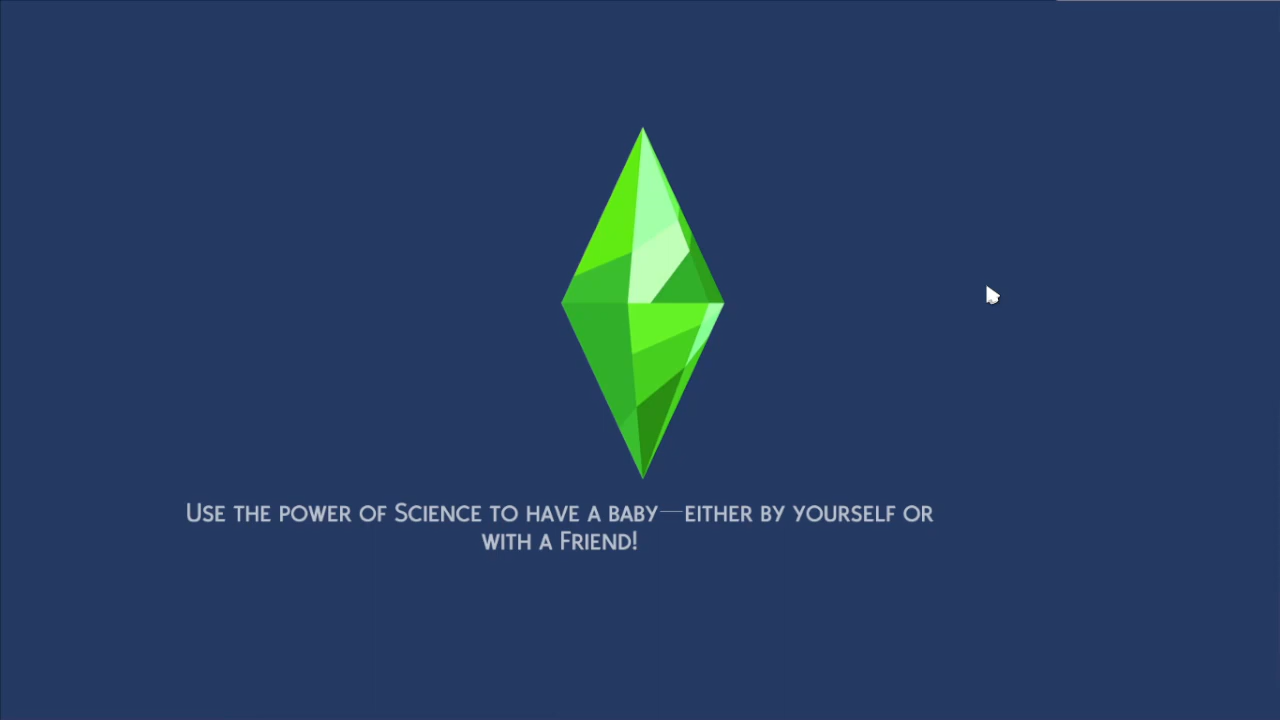 Use the power of Science to have a baby—either by yourself or
with a Friend!